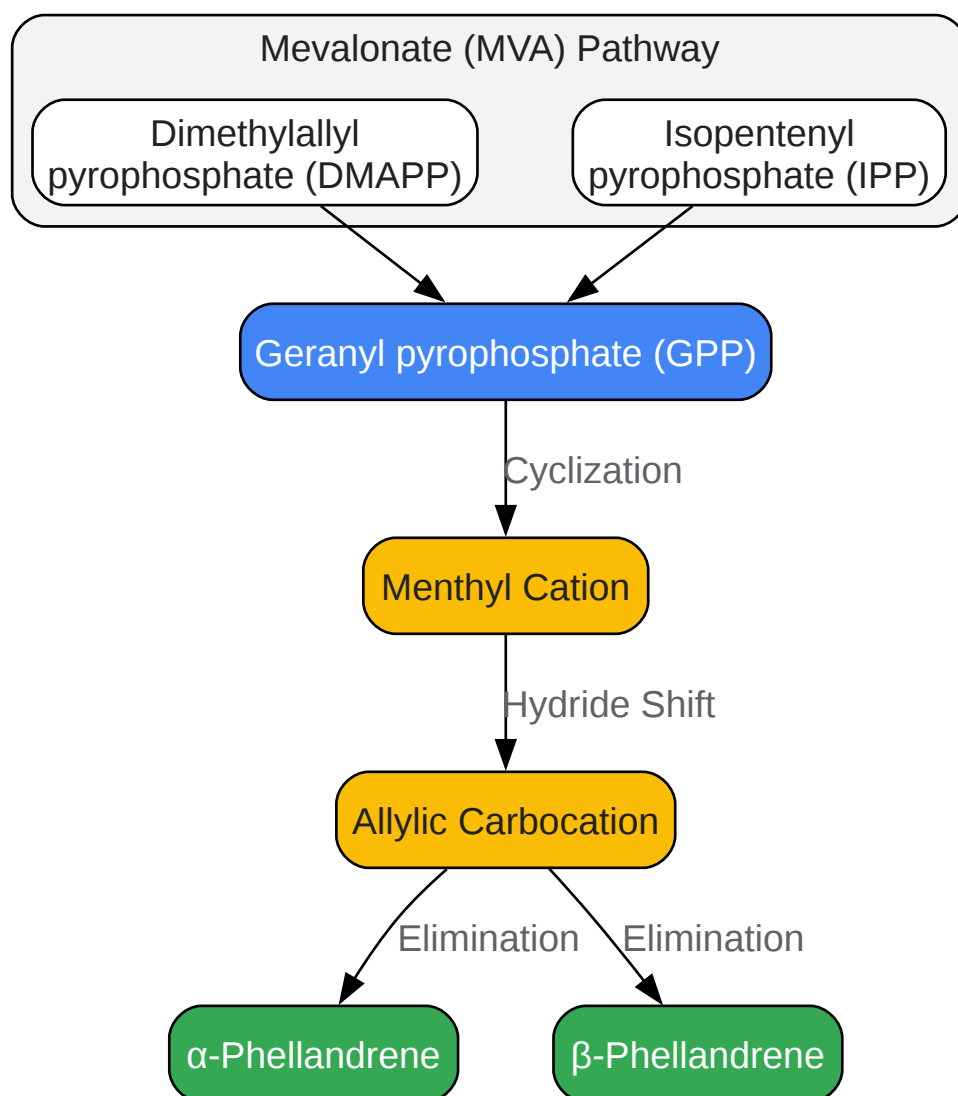 Mevalonate (MVA) Pathway
Dimethylallyl
pyrophosphate (DMAPP)
Isopentenyl
pyrophosphate (IPP)
Geranyl pyrophosphate (GPP)
Cyclization
Menthyl Cation
Hydride Shift
Allylic Carbocation
Elimination
Elimination
α-Phellandrene
β-Phellandrene